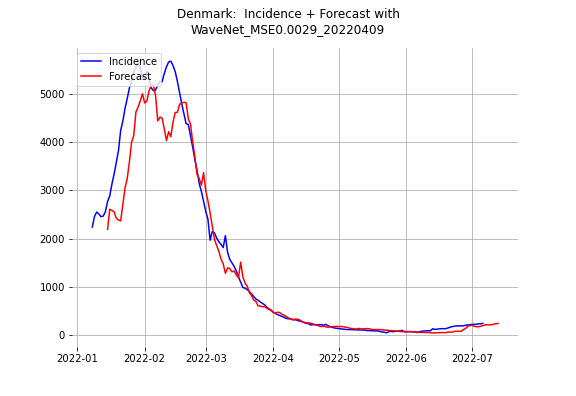 Denmark:  Incidence + Forecast with
WaveNet_MSE0.0029_20220409
Incidence
Forecast
5000
4000
3000
2000
1000
0
2022-01 2022-02 2022-03 2022-04 2022-05 2022-06 2022-07